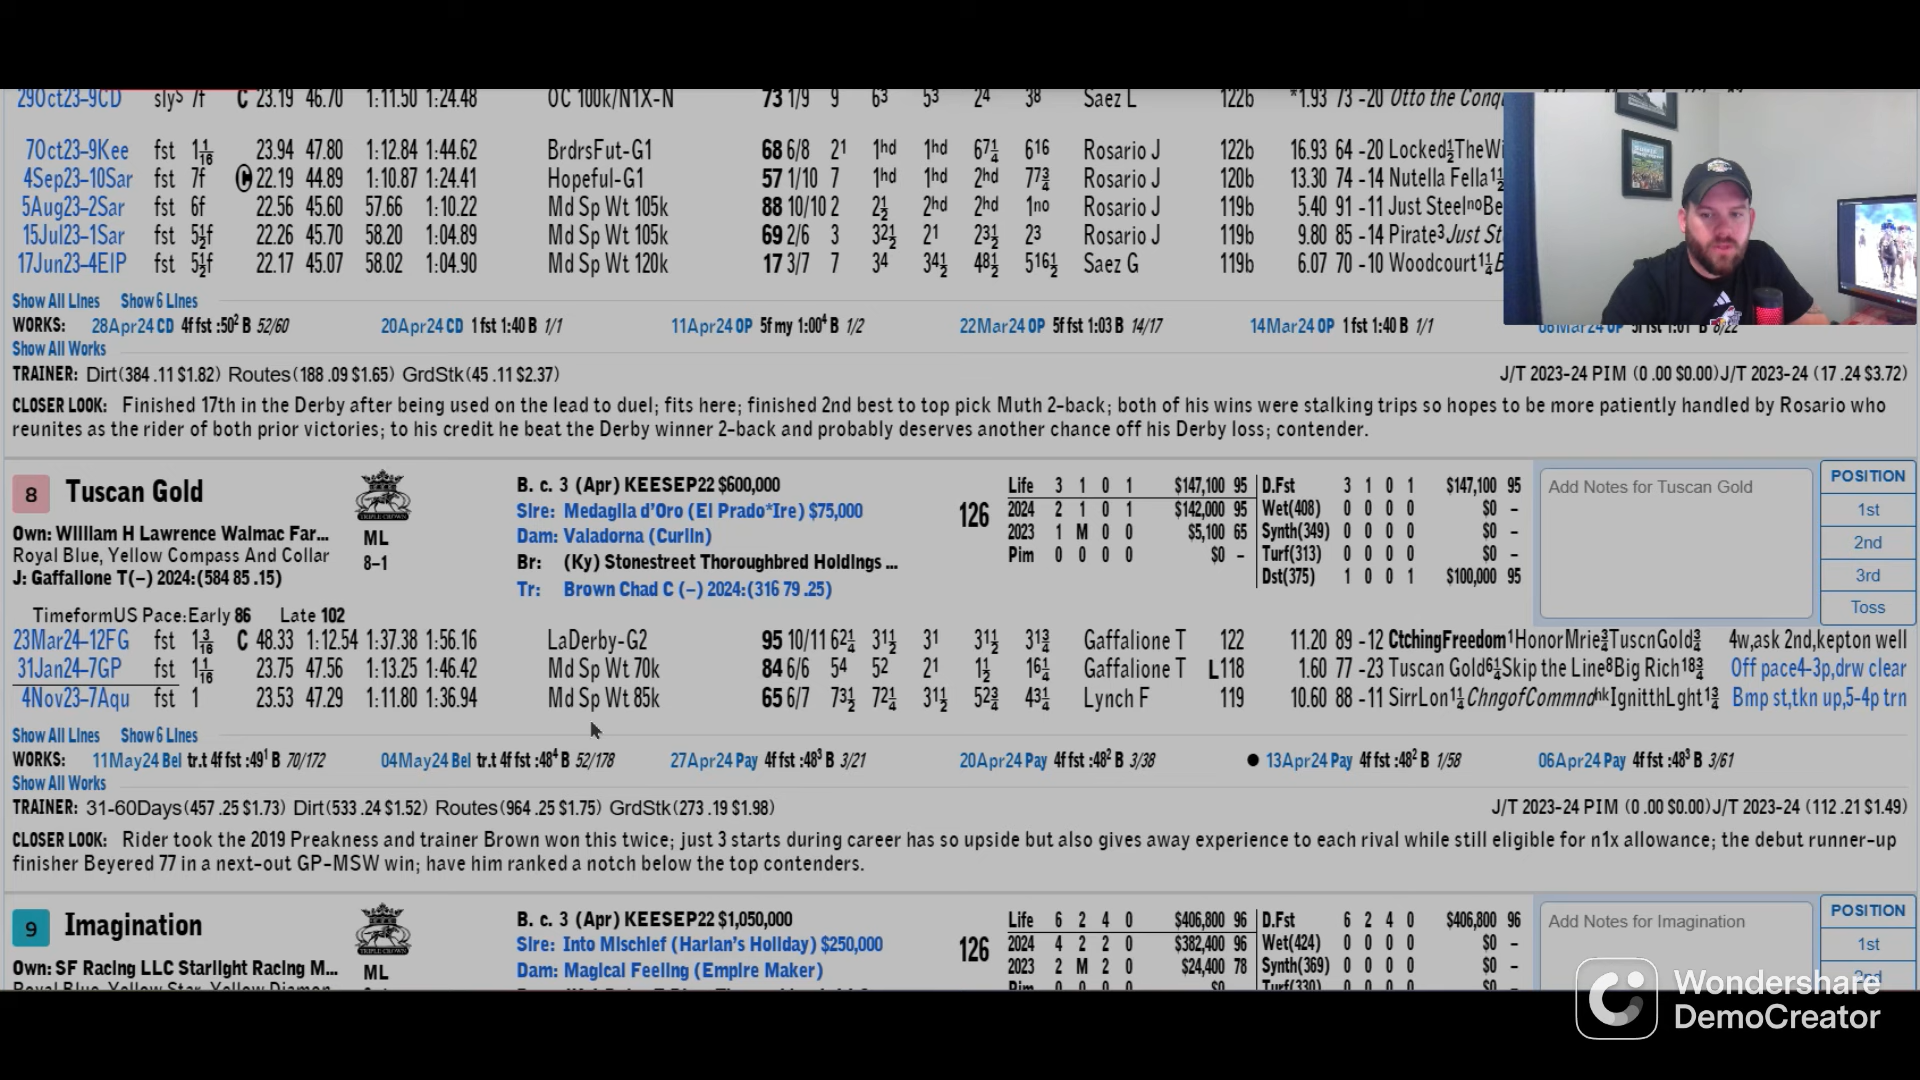 29Oct23-9CD slyS 7f C 23.19 46.70 1:11.50 1:24.48 OC 100k/N1X-N 73 1/9 9 63 53 24 38 Saez L 122b *1.93 73 -20 Otto the Conq
7Oct23-9Kee fst 1 1/16 23.94 47.80 1:12.84 1:44.62 BrdrsFut-G1 68 6/8 21 1hd 1hd 67¼ 616 Rosario J 122b 16.93 64 -20 Locked½TheWi
4Sep23-10Sar fst 7f C 22.19 44.89 1:10.87 1:24.41 Hopeful-G1 57 1/10 7 1hd 1hd 2hd 77¾ Rosario J 120b 13.30 74 -14 Nutella Fella1½
5Aug23-2Sar fst 6f 22.56 45.60 57.66 1:10.22 Md Sp Wt 105k 88 10/10 2 2½ 2hd 2hd 1no Rosario J 119b 5.40 91 -11 Just SteelnoBe
15Jul23-1Sar fst 5½f 22.26 45.70 58.20 1:04.89 Md Sp Wt 105k 69 2/6 3 32½ 21 23½ 23 Rosario J 119b 9.80 85 -14 Pirate3Just St
17Jun23-4ElP fst 5½f 22.17 45.07 58.02 1:04.90 Md Sp Wt 120k 17 3/7 7 34 34½ 48½ 516½ Saez G 119b 6.07 70 -10 Woodcourt1¼
Show All Lines Show 6 Lines
WORKS: 28Apr24 CD 4f fst :50² B 52/60 20Apr24 CD 1 fst 1:40 B 1/1 11Apr24 OP 5f my 1:00⁴ B 1/2 22Mar24 OP 5f fst 1:03 B 14/17 14Mar24 OP 1 fst 1:40 B 1/1 06Mar24 OP 5f fst 1:01 B 8/22
Show All Works
TRAINER: Dirt(384 .11 $1.82) Routes(188 .09 $1.65) GrdStk(45 .11 $2.37) J/T 2023-24 PIM (0 .00 $0.00)J/T 2023-24 (17 .24 $3.72)
CLOSER LOOK: Finished 17th in the Derby after being used on the lead to duel; fits here; finished 2nd best to top pick Muth 2-back; both of his wins were stalking trips so hopes to be more patiently handled by Rosario who
reunites as the rider of both prior victories; to his credit he beat the Derby winner 2-back and probably deserves another chance off his Derby loss; contender.
8 Tuscan Gold
Own: William H Lawrence Walmac Far...
Royal Blue, Yellow Compass And Collar
J: Gaffallone T(-) 2024:(584 85 .15)
TRIPLE CROWN
ML
8-1
B. c. 3 (Apr) KEESEP22 $600,000
Sire: Medaglia d'Oro (El Prado*Ire) $75,000
Dam: Valadorna (Curlin)
Br: (Ky) Stonestreet Thoroughbred Holdings ...
Tr: Brown Chad C (-) 2024:(316 79 .25)
126
Life 3 1 0 1 $147,100 95
2024 2 1 0 1 $142,000 95
2023 1 M 0 0 $5,100 65
Pim 0 0 0 0 $0 -
D.Fst 3 1 0 1 $147,100 95
Wet(408) 0 0 0 0 $0 -
Synth(349) 0 0 0 0 $0 -
Turf(313) 0 0 0 0 $0 -
Dst(375) 1 0 0 1 $100,000 95
Add Notes for Tuscan Gold
POSITION
1st
2nd
3rd
Toss
TimeformUS Pace:Early 86 Late 102
23Mar24-12FG fst 1 3/16 C 48.33 1:12.54 1:37.38 1:56.16 LaDerby-G2 95 10/11 62¼ 31½ 31 31½ 31¾ Gaffalione T 122 11.20 89 -12 CtchingFreedom1HonorMrie¾TuscnGold¾ 4w,ask 2nd,kepton well
31Jan24-7GP fst 1 1/16 23.75 47.56 1:13.25 1:46.42 Md Sp Wt 70k 84 6/6 54 52 21 1½ 16¼ Gaffalione T L118 1.60 77 -23 Tuscan Gold6¼Skip the Line8Big Rich18¾ Off pace4-3p,drw clear
4Nov23-7Aqu fst 1 23.53 47.29 1:11.80 1:36.94 Md Sp Wt 85k 65 6/7 73½ 72¼ 31½ 52¾ 43¼ Lynch F 119 10.60 88 -11 SirrLon1¼ChngofCommndhkIgnitthLght1¾ Bmp st,tkn up,5-4p trn
Show All Lines Show 6 Lines
WORKS: 11May24 Bel tr.t 4f fst :49¹ B 70/172 04May24 Bel tr.t 4f fst :48⁴ B 52/178 27Apr24 Pay 4f fst :48³ B 3/21 20Apr24 Pay 4f fst :48² B 3/38 ● 13Apr24 Pay 4f fst :48² B 1/58 06Apr24 Pay 4f fst :48³ B 3/61
Show All Works
TRAINER: 31-60Days(457 .25 $1.73) Dirt(533 .24 $1.52) Routes(964 .25 $1.75) GrdStk(273 .19 $1.98) J/T 2023-24 PIM (0 .00 $0.00)J/T 2023-24 (112 .21 $1.49)
CLOSER LOOK: Rider took the 2019 Preakness and trainer Brown won this twice; just 3 starts during career has so upside but also gives away experience to each rival while still eligible for n1x allowance; the debut runner-up
finisher Beyered 77 in a next-out GP-MSW win; have him ranked a notch below the top contenders.
9 Imagination
Own: SF Racing LLC Starlight Racing M...
Royal Blue, Yellow Star, Yellow Diamon
TRIPLE CROWN
ML
B. c. 3 (Apr) KEESEP22 $1,050,000
Sire: Into Mischief (Harlan's Holiday) $250,000
Dam: Magical Feeling (Empire Maker)
126
Life 6 2 4 0 $406,800 96
2024 4 2 2 0 $382,400 96
2023 2 M 2 0 $24,400 78
Pim 0 0 0 0 $0
D.Fst 6 2 4 0 $406,800 96
Wet(424) 0 0 0 0 $0 -
Synth(369) 0 0 0 0 $0 -
Turf(330) 0 0 0 0 $0 -
Add Notes for Imagination
POSITION
1st
2nd
Wondershare
DemoCreator